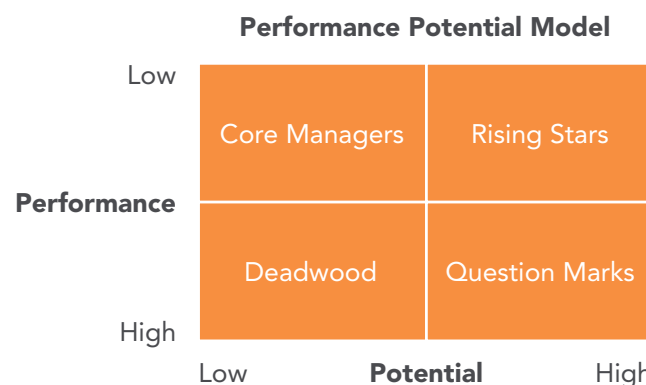 Performance Potential Model
Low
Core Managers
Rising Stars
Performance
Deadwood
Question Marks
High
Low
Potential
High